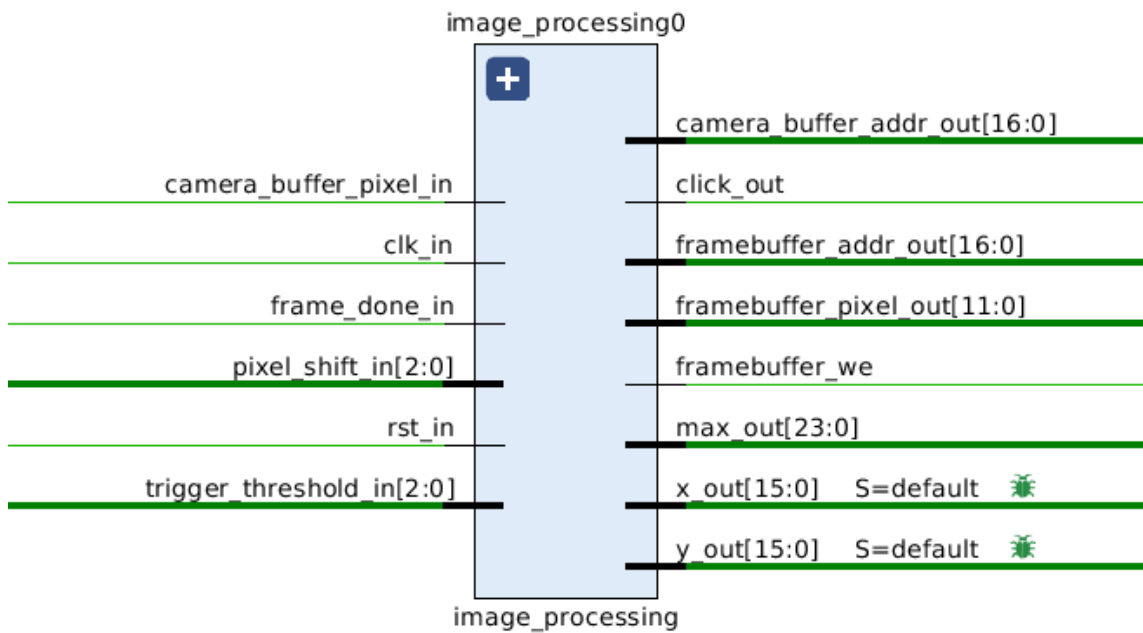 image_processing0
camera_buffer_addr_out[16:0]
camera_buffer_pixel_in
click_out
clk_in
framebuffer_addr_out[16:0]
frame_done_in
framebuffer_pixel_out[11:0]
pixel_shift_in[2:0]
framebuffer_we
rst_in
max_out[23:0]
trigger_threshold_in[2:0]
x_out[15:0] S=default
y_out[15:0] S=default
image_processing